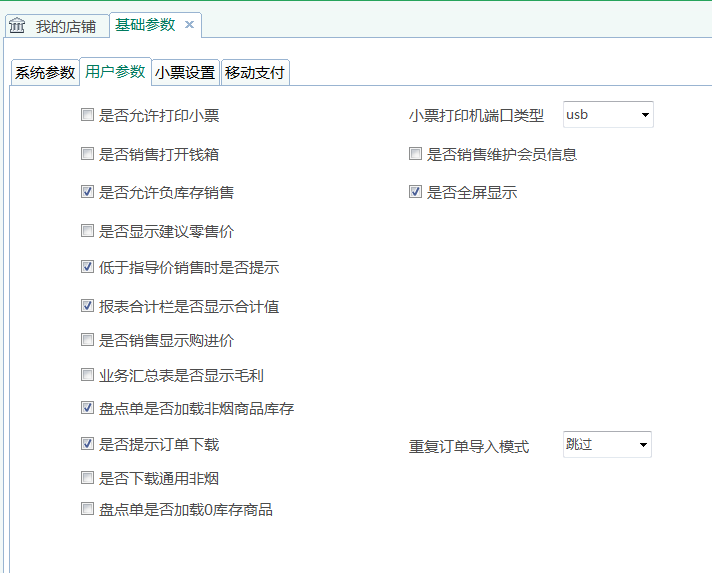 我的店铺 基础参数
系统参数 用户参数 小票设置 移动支付
是否允许打印小票 小票打印机端口类型 usb
是否销售打开钱箱 是否销售维护会员信息
是否允许负库存销售 是否全屏显示
是否显示建议零售价
低于指导价销售时是否提示
报表合计栏是否显示合计值
是否销售显示购进价
业务汇总表是否显示毛利
盘点单是否加载非烟商品库存
是否提示订单下载 重复订单导入模式 跳过
是否下载通用非烟
盘点单是否加载0库存商品